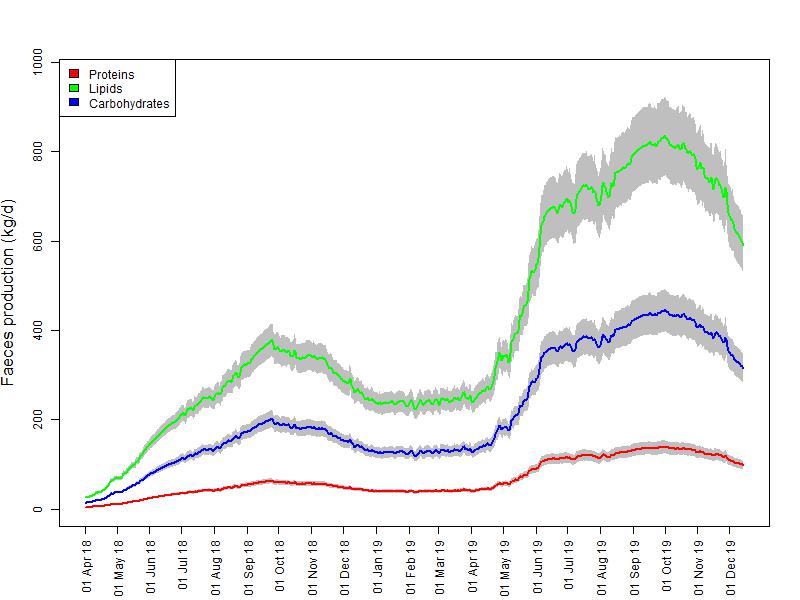 Proteins
Lipids
Carbohydrates
Faeces production (kg/d)
1000
800
600
400
200
0
01 Apr 18
01 May 18
01 Jun 18
01 Jul 18
01 Aug 18
01 Sep 18
01 Oct 18
01 Nov 18
01 Dec 18
01 Jan 19
01 Feb 19
01 Mar 19
01 Apr 19
01 May 19
01 Jun 19
01 Jul 19
01 Aug 19
01 Sep 19
01 Oct 19
01 Nov 19
01 Dec 19